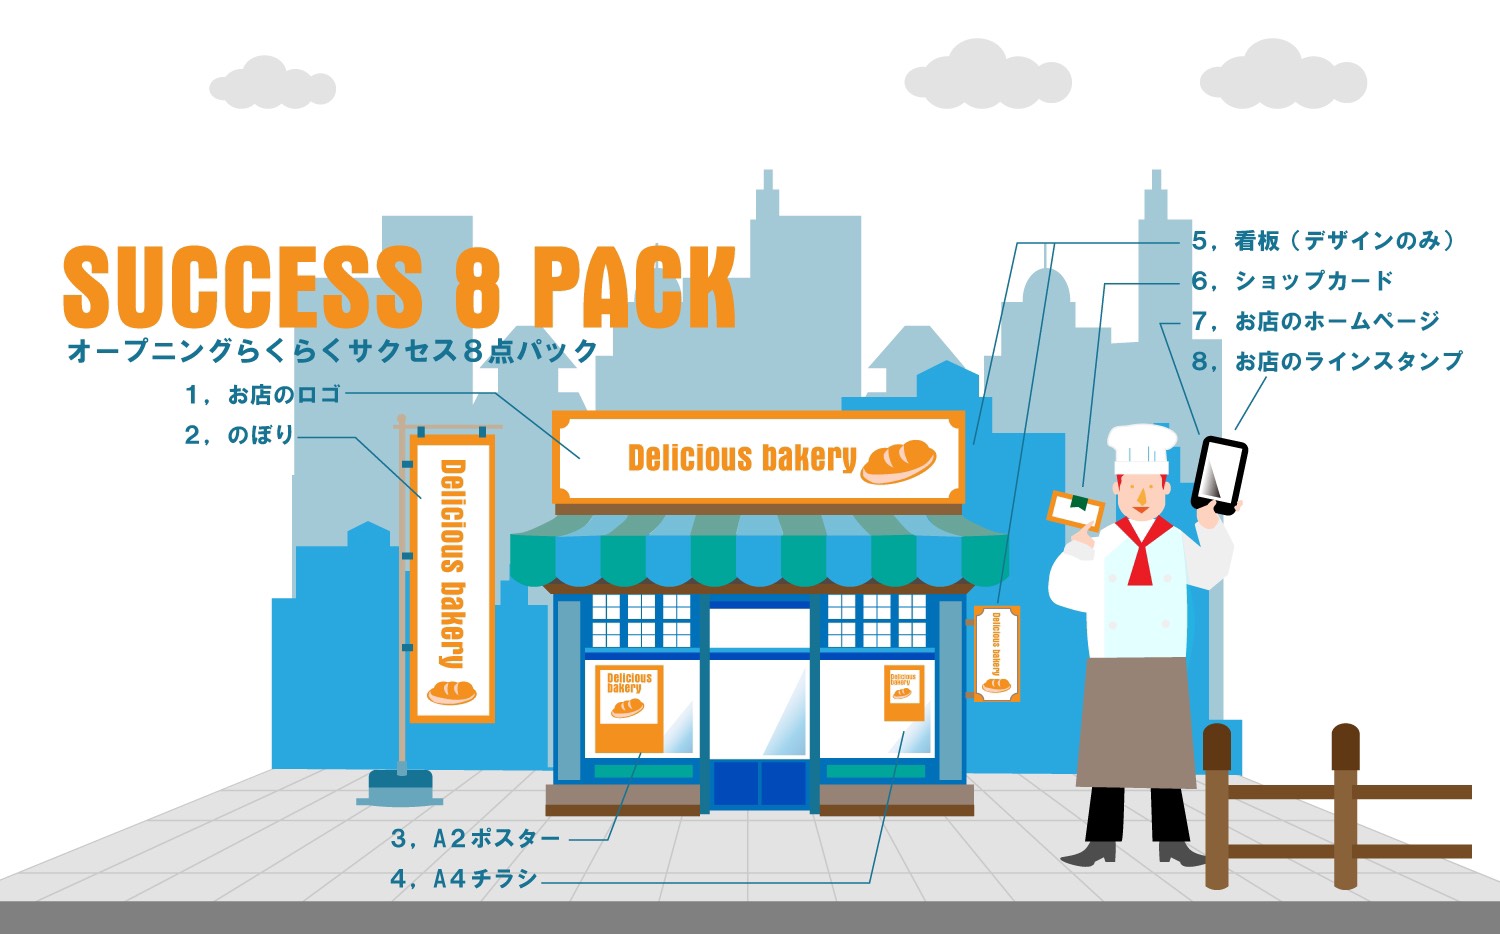 SUCCESS 8 PACK
オープニングらくらくサクセス８点パック
1，お店のロゴ
2，のぼり
5，看板（デザインのみ）
6，ショップカード
7，お店のホームページ
8，お店のラインスタンプ
Delicious bakery
Delicious bakery
Delicious bakery
Delicious
bakery
Delicious
bakery
3，A2ポスター
4，A4チラシ